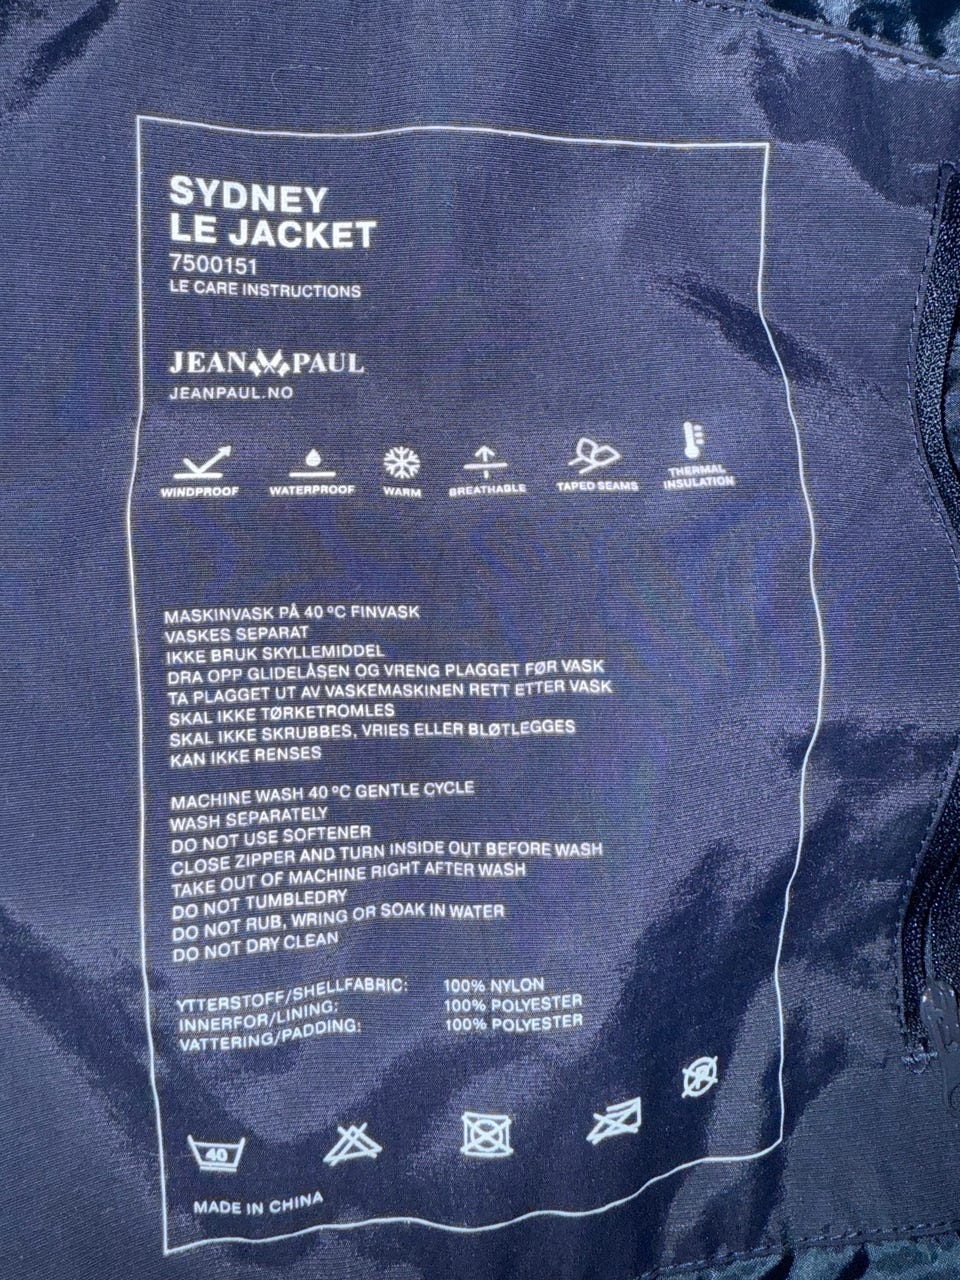 SYDNEY
LE JACKET
7500151
LE CARE INSTRUCTIONS
JEAN PAUL
JEANPAUL.NO
WINDPROOF WATERPROOF WARM BREATHABLE TAPED SEAMS THERMAL INSULATION
MASKINVASK PÅ 40 ºC FINVASK
VASKES SEPARAT
IKKE BRUK SKYLLEMIDDEL
DRA OPP GLIDELÅSEN OG VRENG PLAGGET FØR VASK
TA PLAGGET UT AV VASKEMASKINEN RETT ETTER VASK
SKAL IKKE TØRKETROMLES
SKAL IKKE SKRUBBES, VRIES ELLER BLØTLEGGES
KAN IKKE RENSES
MACHINE WASH 40 ºC GENTLE CYCLE
WASH SEPARATELY
DO NOT USE SOFTENER
CLOSE ZIPPER AND TURN INSIDE OUT BEFORE WASH
TAKE OUT OF MACHINE RIGHT AFTER WASH
DO NOT TUMBLEDRY
DO NOT RUB, WRING OR SOAK IN WATER
DO NOT DRY CLEAN
YTTERSTOFF/SHELLFABRIC: 100% NYLON
INNERFOR/LINING: 100% POLYESTER
VATTERING/PADDING: 100% POLYESTER
40 P
MADE IN CHINA